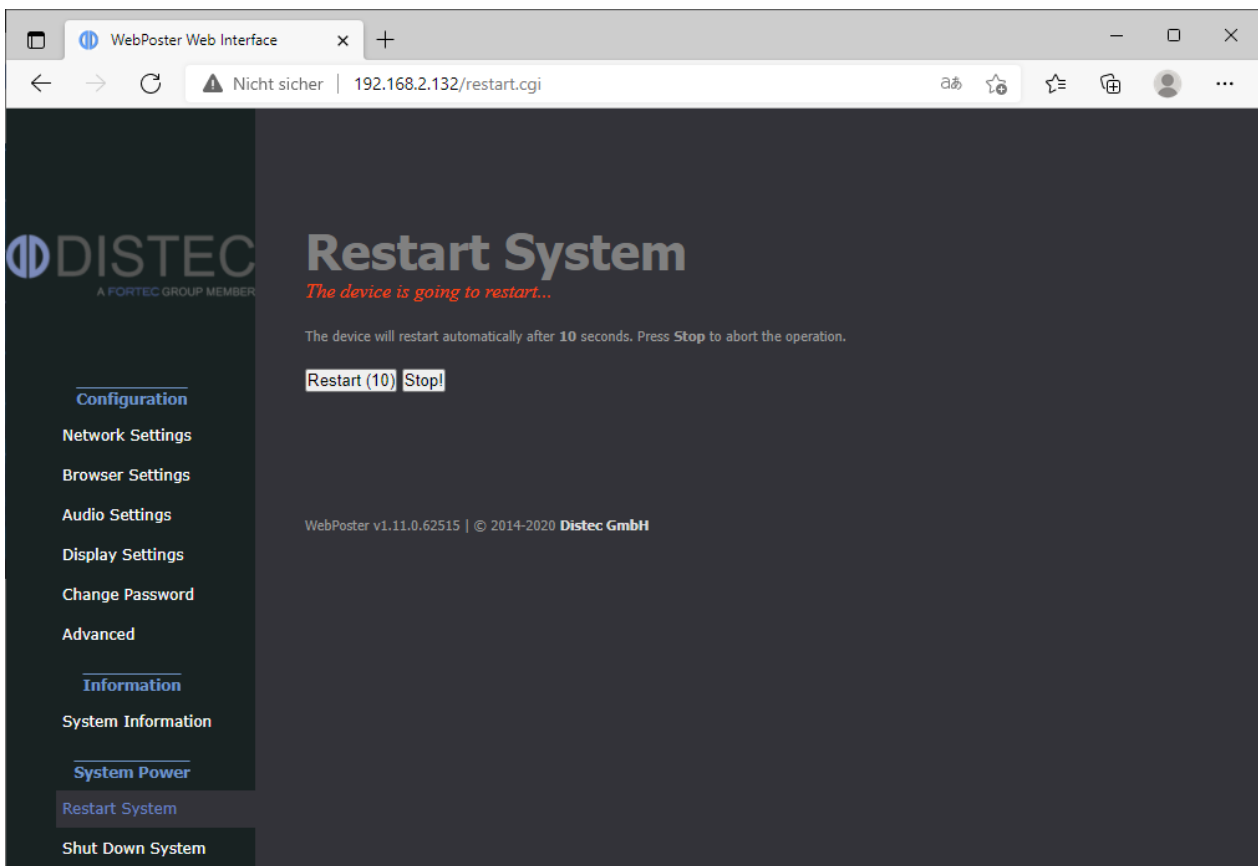 WebPoster Web Interface
Nicht sicher | 192.168.2.132/restart.cgi aあ
DISTEC
A FORTEC GROUP MEMBER
Restart System
The device is going to restart...
The device will restart automatically after 10 seconds. Press Stop to abort the operation.
Restart (10) Stop!
Configuration
Network Settings
Browser Settings
Audio Settings
Display Settings
Change Password
Advanced
Information
System Information
System Power
Restart System
Shut Down System
WebPoster v1.11.0.62515 | © 2014-2020 Distec GmbH